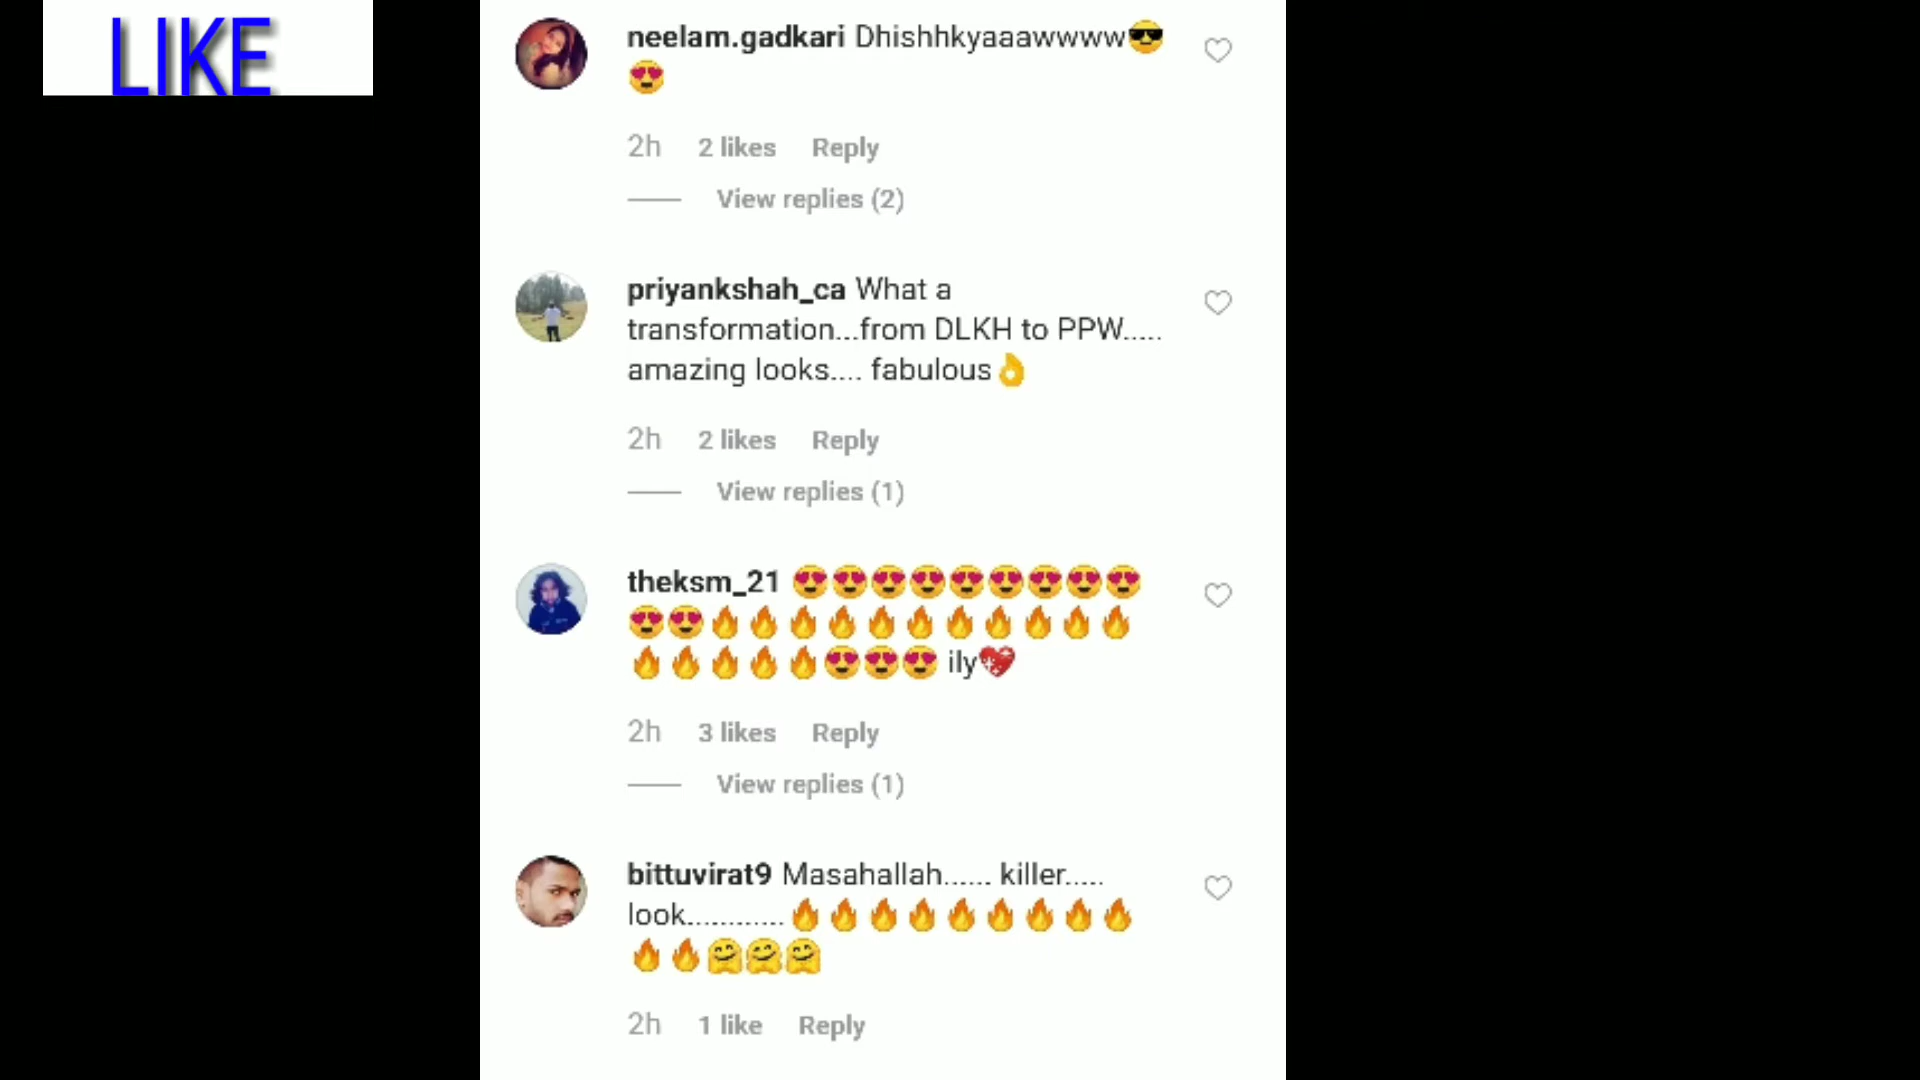 LIKE
neelam.gadkari Dhishhkyaaawwww😎
😍
2h 2 likes Reply
View replies (2)
priyankshah_ca What a
transformation...from DLKH to PPW.....
amazing looks.... fabulous👌
2h 2 likes Reply
View replies (1)
theksm_21 😍😍😍😍😍😍😍😍😍
😍😍🔥🔥🔥🔥🔥🔥🔥🔥🔥🔥🔥
🔥🔥🔥🔥🔥😍😍😍 ily💖
2h 3 likes Reply
View replies (1)
bittuvirat9 Masahallah...... killer.....
look............🔥🔥🔥🔥🔥🔥🔥🔥🔥
🔥🔥🤗🤗🤗
2h 1 like Reply